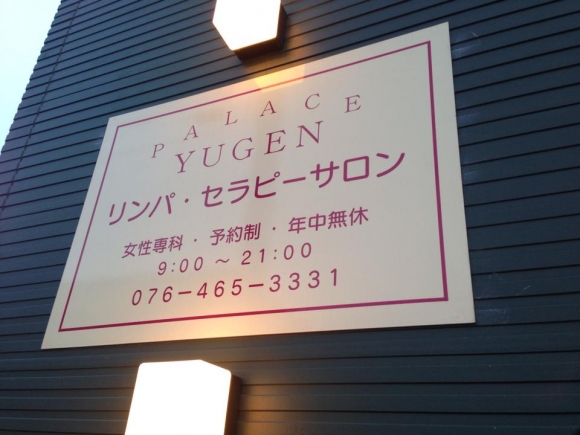 PALACE
YUGEN
リンパ・セラピーサロン
女性専科・予約制・年中無休
9:00～21:00
076-465-3331